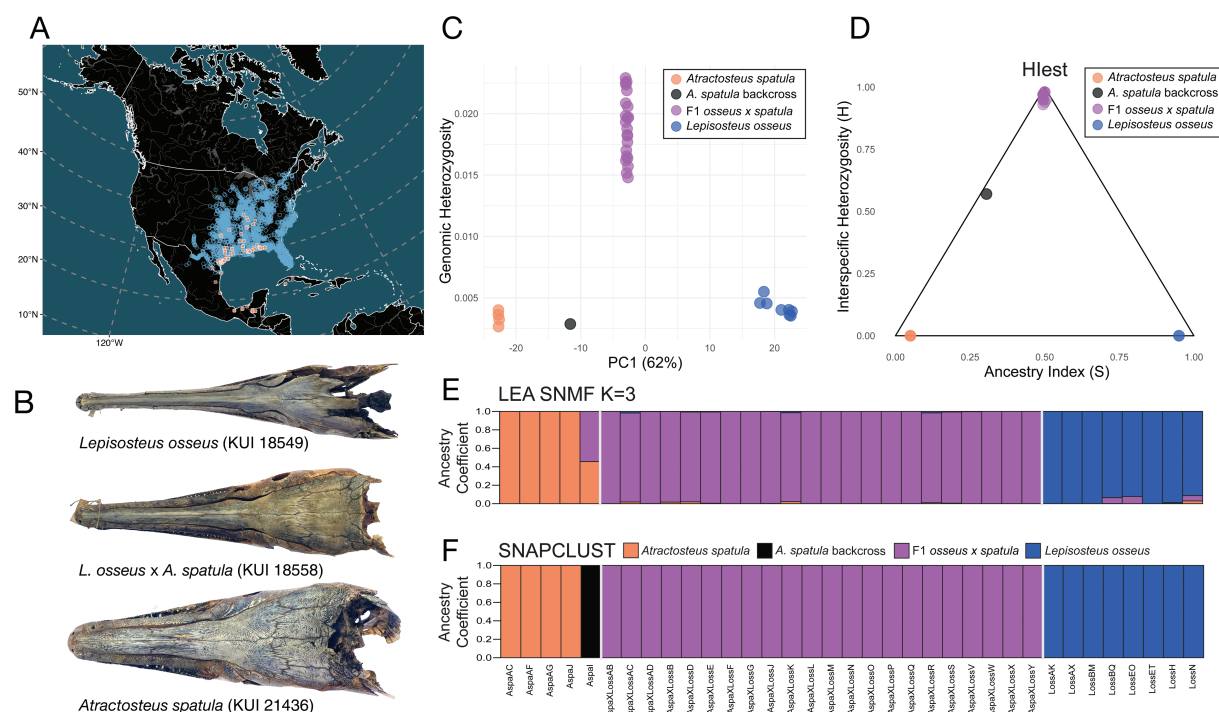 A
50°N
40°N
30°N
20°N
10°N
120°W
B
Lepisosteus osseus (KUI 18549)
L. osseus x A. spatula (KUI 18558)
Atractosteus spatula (KUI 21436)
C
Genomic Heterozygosity
0.020
0.015
0.010
0.005
-20
-10
0
10
20
PC1 (62%)
Atractosteus spatula
A. spatula backcross
F1 osseus x spatula
Lepisosteus osseus
D
HIest
Interspecific Heterozygosity (H)
1.00
0.75
0.50
0.25
0.00
0.00
0.25
0.50
0.75
1.00
Ancestry Index (S)
Atractosteus spatula
A. spatula backcross
F1 osseus x spatula
Lepisosteus osseus
E
LEA SNMF K=3
Ancestry
Coefficient
1.0
0.8
0.6
0.4
0.2
0.0
F
SNAPCLUST
Atractosteus spatula
A. spatula backcross
F1 osseus x spatula
Lepisosteus osseus
Ancestry
Coefficient
1.0
0.8
0.6
0.4
0.2
0.0
AspaAC
AspaAF
AspaAG
AspaJ
AspaI
AspaXLossAB
AspaXLossAC
AspaXLossAD
AspaXLossB
AspaXLossD
AspaXLossE
AspaXLossF
AspaXLossG
AspaXLossJ
AspaXLossK
AspaXLossL
AspaXLossM
AspaXLossN
AspaXLossO
AspaXLossP
AspaXLossQ
AspaXLossR
AspaXLossS
AspaXLossV
AspaXLossW
AspaXLossX
AspaXLossY
LossAK
LossAX
LossBM
LossBQ
LossEO
LossET
LossH
LossN